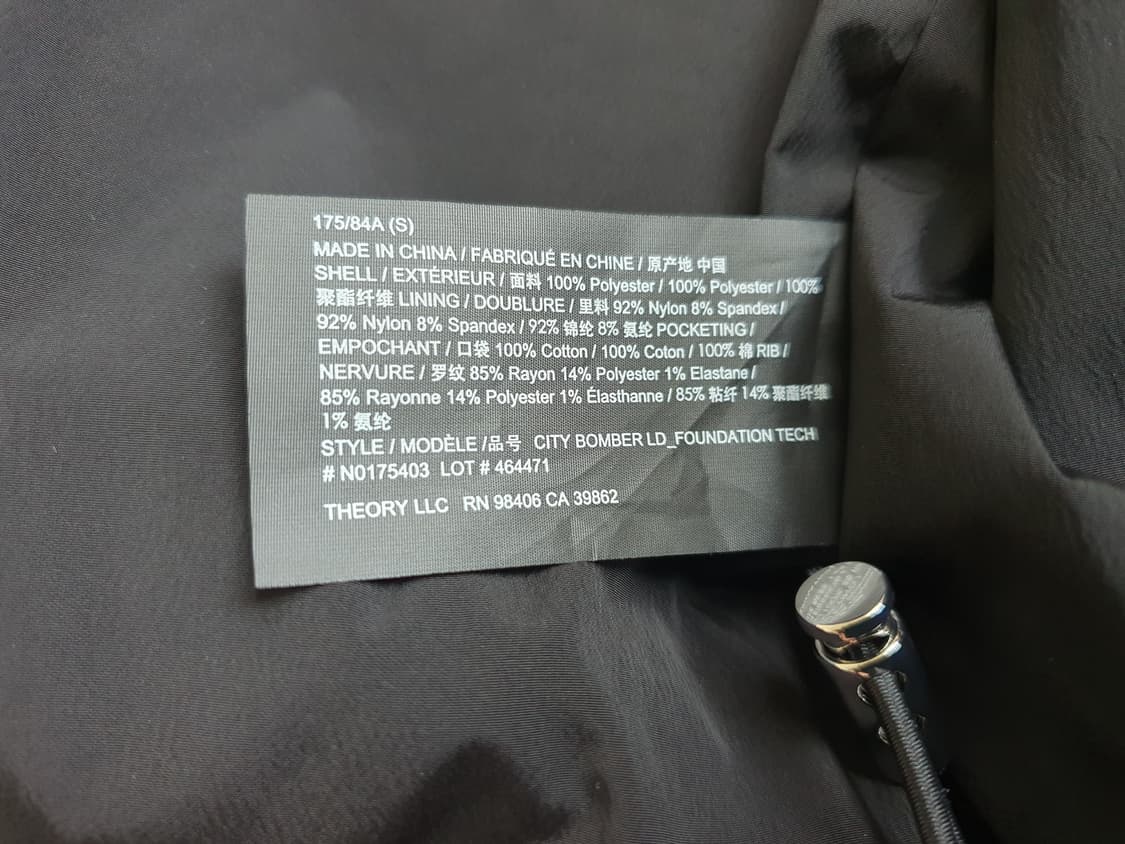 175/84A (S)
MADE IN CHINA / FABRIQUÉ EN CHINE / 原产地 中国
SHELL / EXTÉRIEUR / 面料 100% Polyester / 100% Polyester / 100%
聚酯纤维 LINING / DOUBLURE / 里料 92% Nylon 8% Spandex /
92% Nylon 8% Spandex / 92% 锦纶 8% 氨纶 POCKETING /
EMPOCHANT / 口袋 100% Cotton / 100% Coton / 100% 棉 RIB /
NERVURE / 罗纹 85% Rayon 14% Polyester 1% Elastane /
85% Rayonne 14% Polyester 1% Élasthanne / 85% 粘纤 14% 聚酯纤维
1% 氨纶
STYLE / MODÈLE /品号 CITY BOMBER LD_FOUNDATION TECH
# N0175403 LOT # 464471
THEORY LLC RN 98406 CA 39862